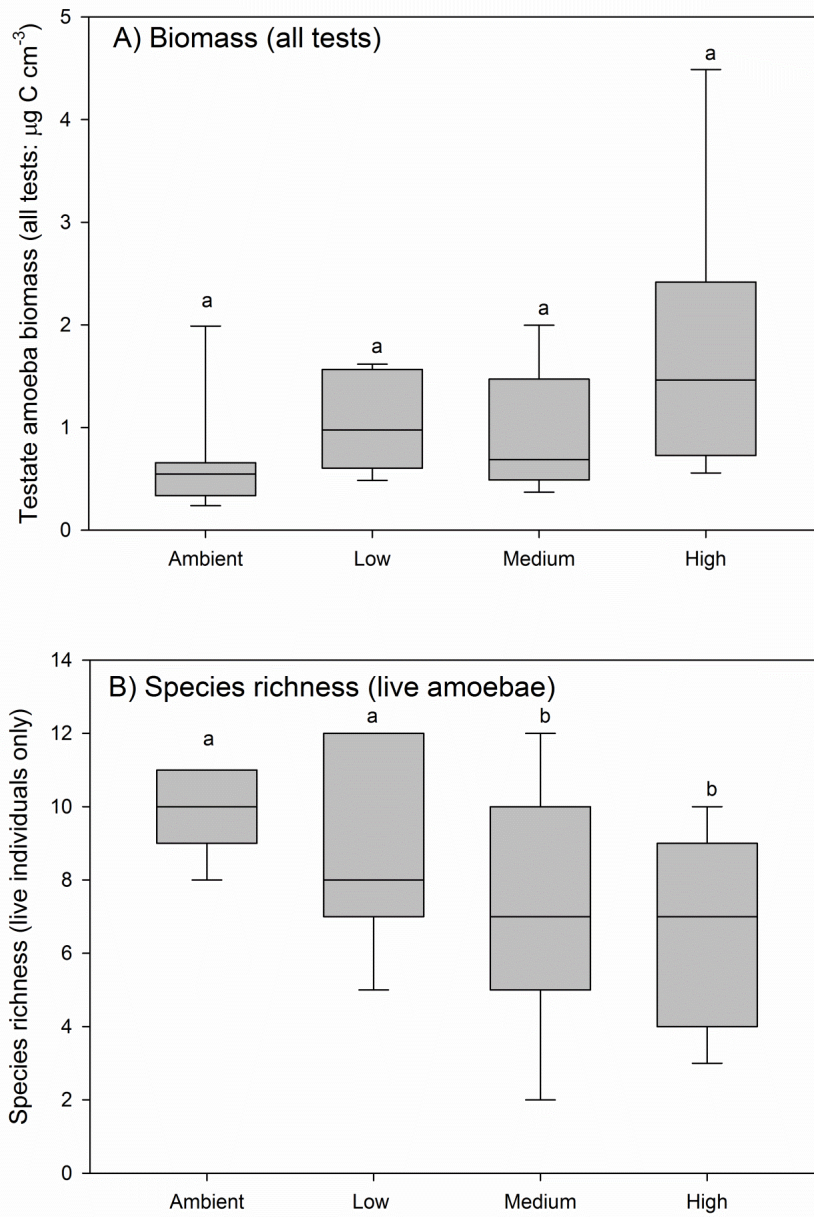 A) Biomass (all tests)
Testate amoeba biomass (all tests: μg C cm⁻³)
5
4
3
2
1
0
a
a
a
a
Ambient Low Medium High
B) Species richness (live amoebae)
Species richness (live individuals only)
14
12
10
8
6
4
2
0
a
a
b
b
Ambient Low Medium High